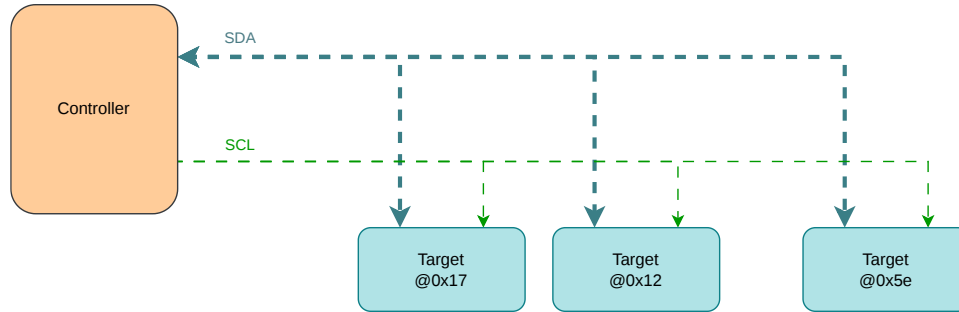 SDA
Controller
SCL
Target
@0x17
Target
@0x12
Target
@0x5e